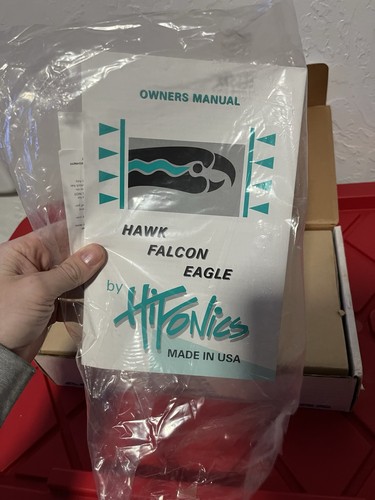 OWNERS MANUAL
HAWK
FALCON
EAGLE
by HiFonics
MADE IN USA